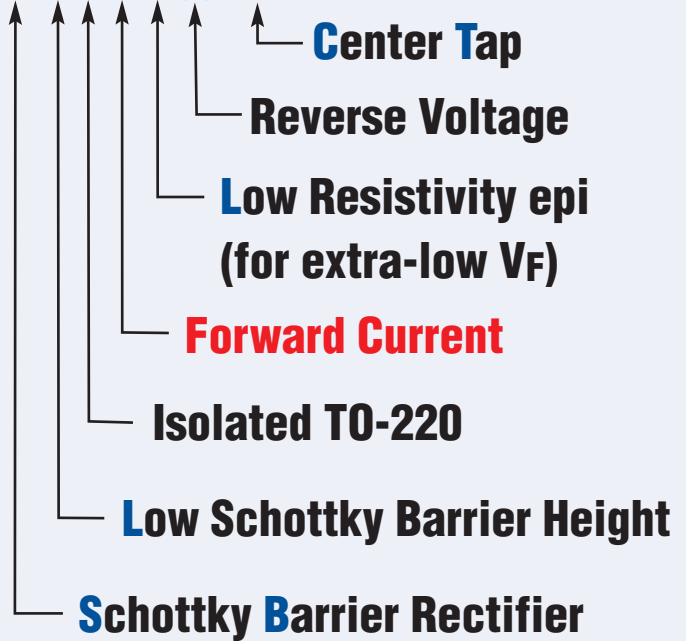 Center Tap
Reverse Voltage
Low Resistivity epi
(for extra-low VF)
Forward Current
Isolated TO-220
Low Schottky Barrier Height
Schottky Barrier Rectifier